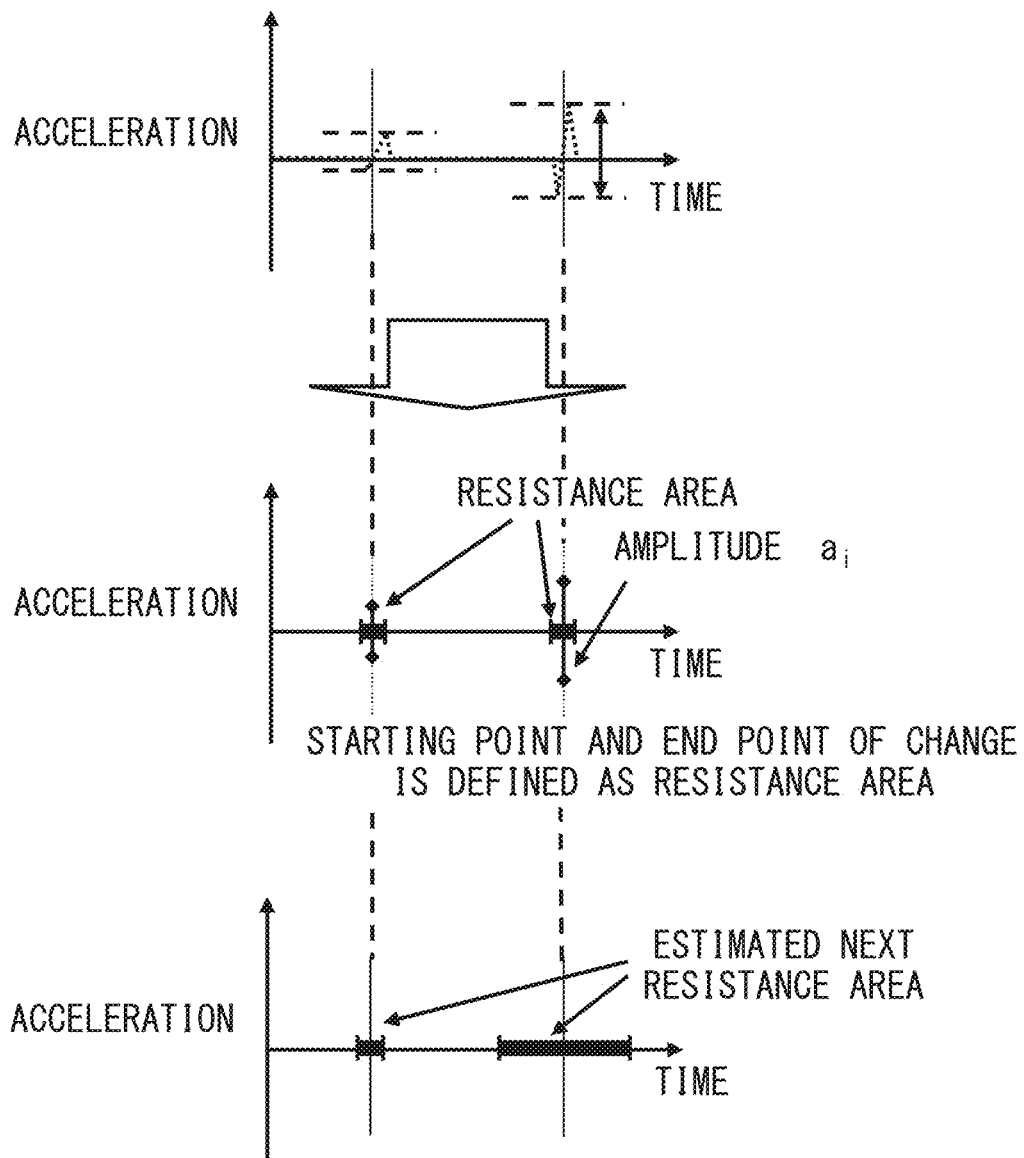 ACCELERATION
TIME
RESISTANCE AREA
AMPLITUDE ai
ACCELERATION
TIME
STARTING POINT AND END POINT OF CHANGE
IS DEFINED AS RESISTANCE AREA
ESTIMATED NEXT
RESISTANCE AREA
ACCELERATION
TIME